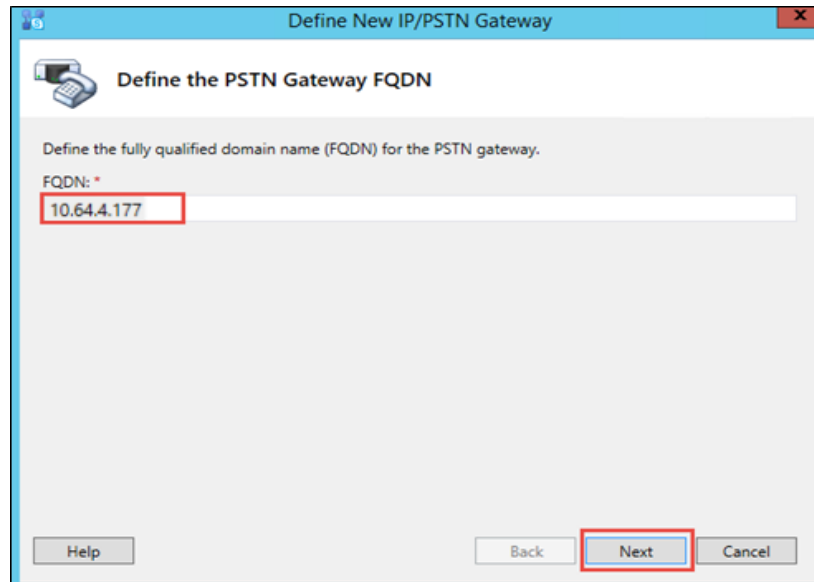 Define New IP/PSTN Gateway
Define the PSTN Gateway FQDN
Define the fully qualified domain name (FQDN) for the PSTN gateway.
FQDN: *
10.64.4.177
Help Back Next Cancel